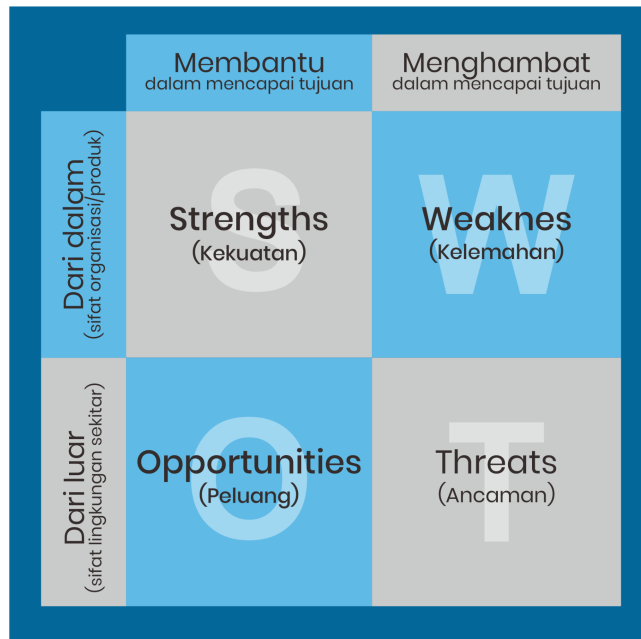 Membantu
dalam mencapai tujuan
Menghambat
dalam mencapai tujuan
Dari dalam
(sifat organisasi/produk)
S
Strengths
(Kekuatan)
W
Weaknes
(Kelemahan)
Dari luar
(sifat lingkungan sekitar)
O
Opportunities
(Peluang)
T
Threats
(Ancaman)